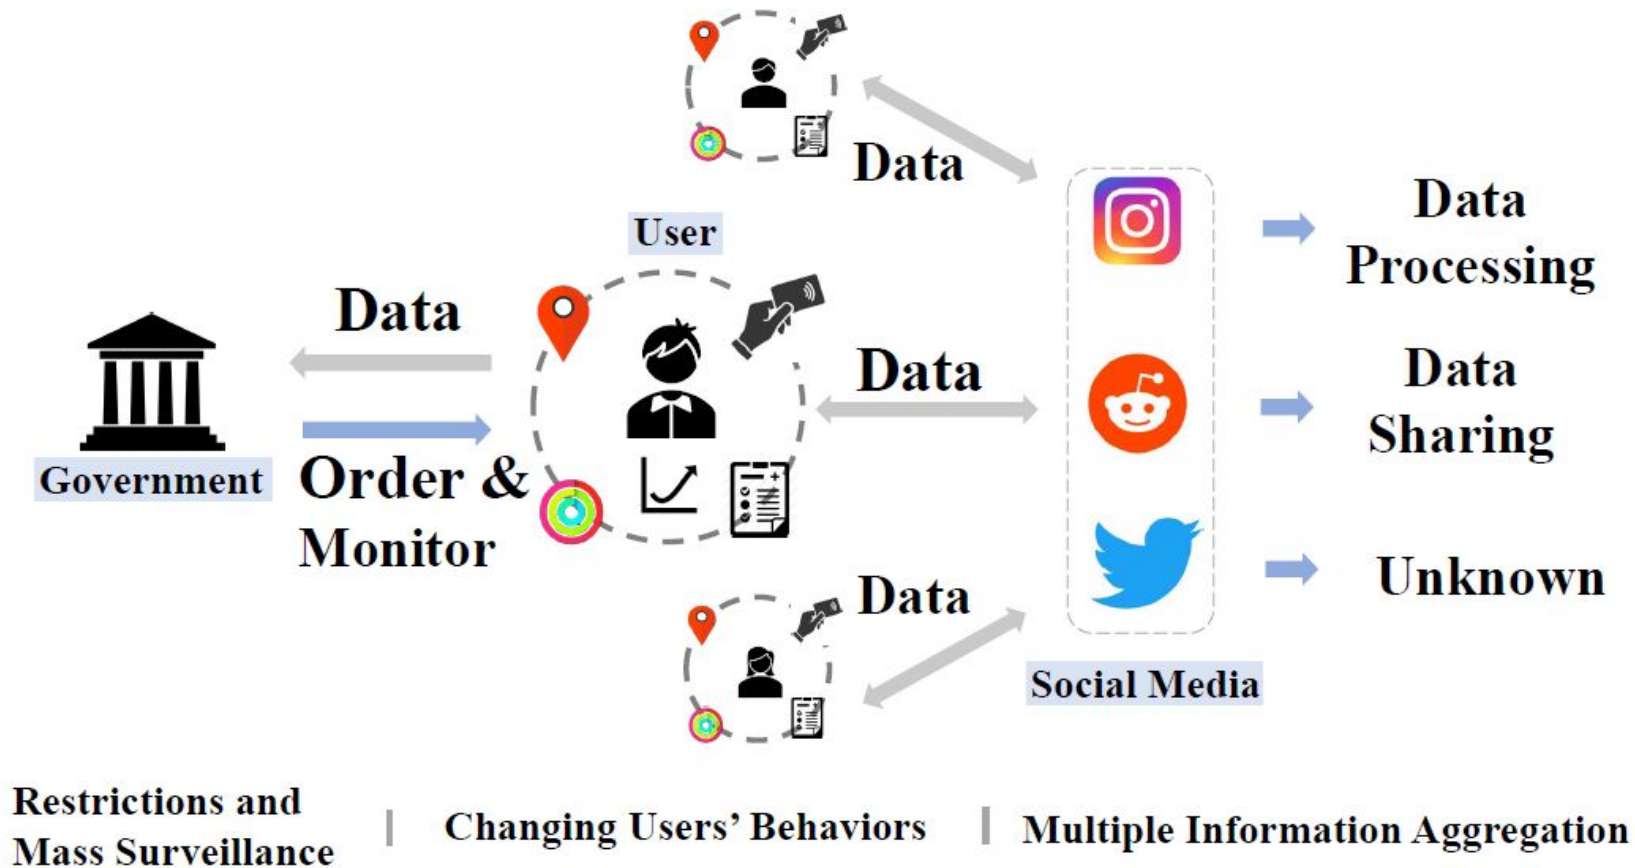 Data
Data
Processing
User
Data
Data
Data
Sharing
Government
Order &
Monitor
Data
Unknown
Social Media
Restrictions and
Mass Surveillance
Changing Users’ Behaviors
Multiple Information Aggregation